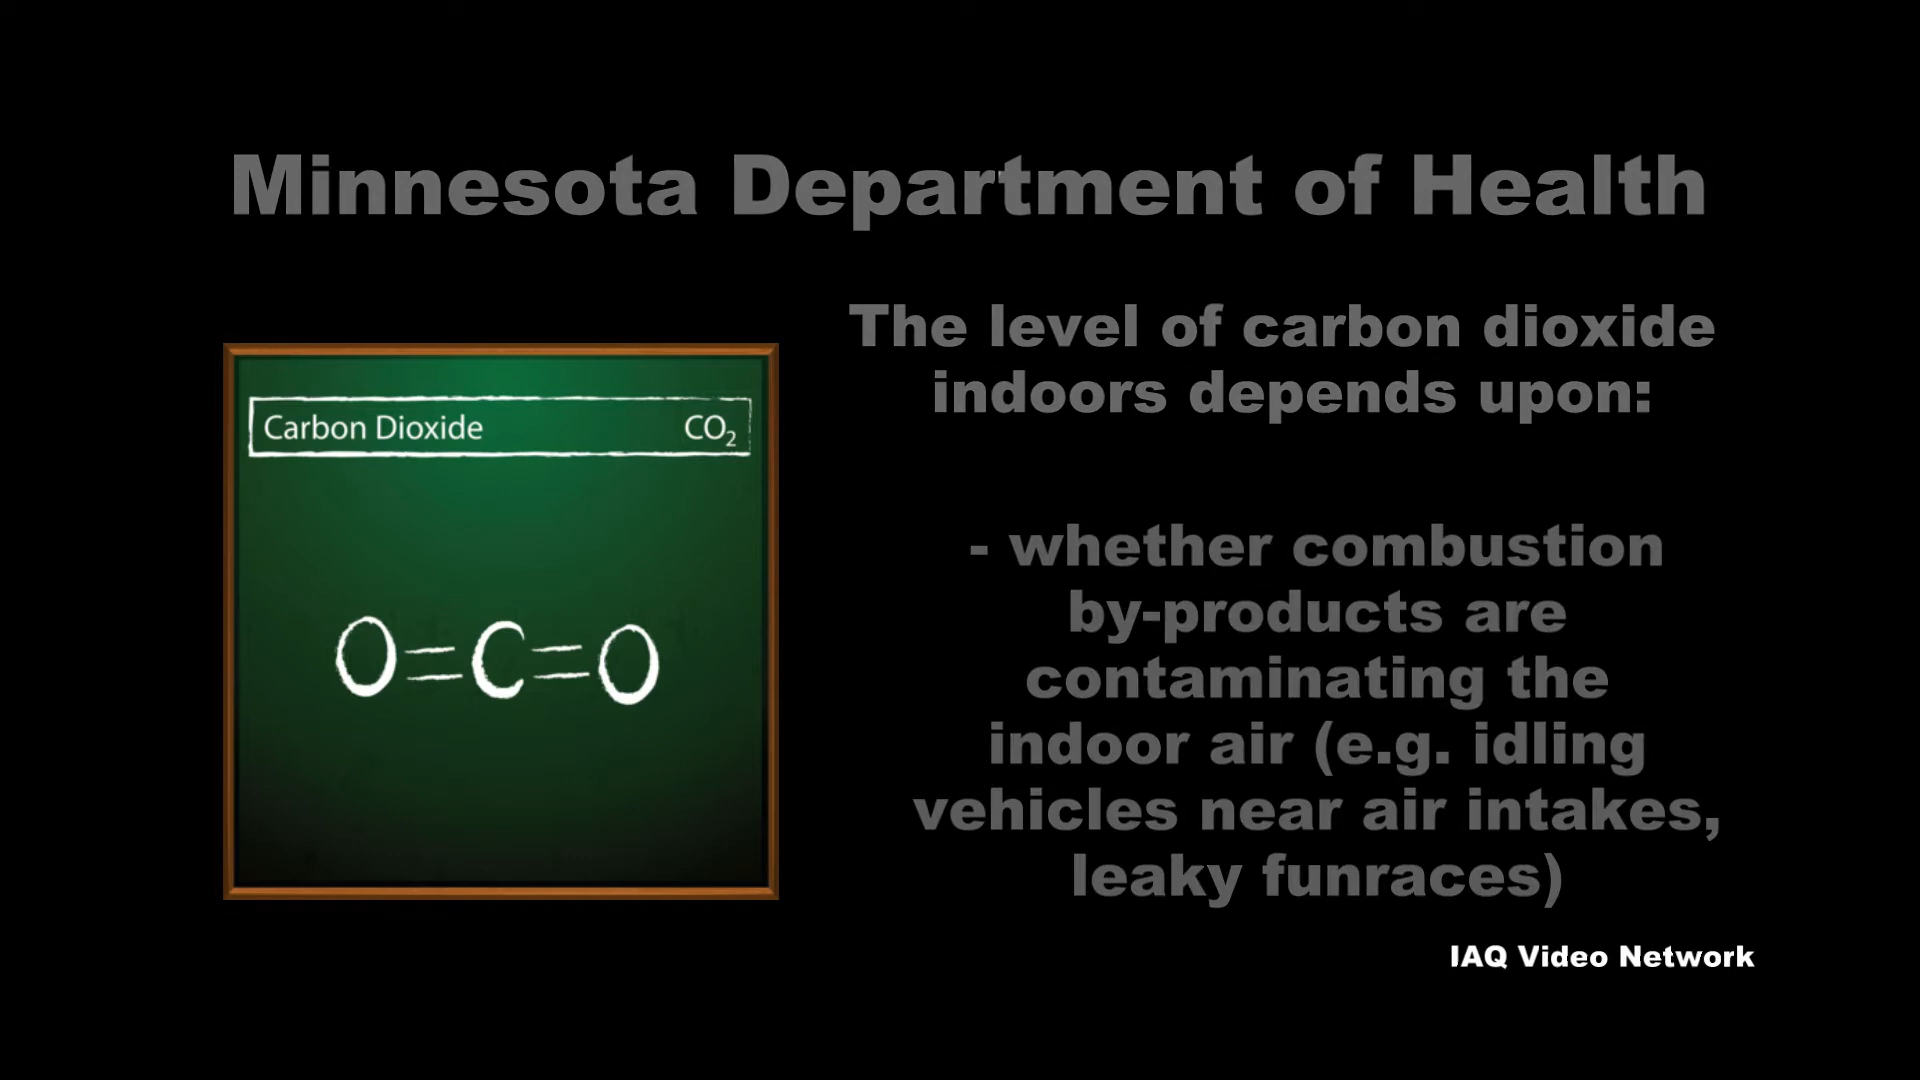 Minnesota Department of Health
Carbon Dioxide CO₂
O=C=O
The level of carbon dioxide
indoors depends upon:
- whether combustion
by-products are
contaminating the
indoor air (e.g. idling
vehicles near air intakes,
leaky funraces)
IAQ Video Network